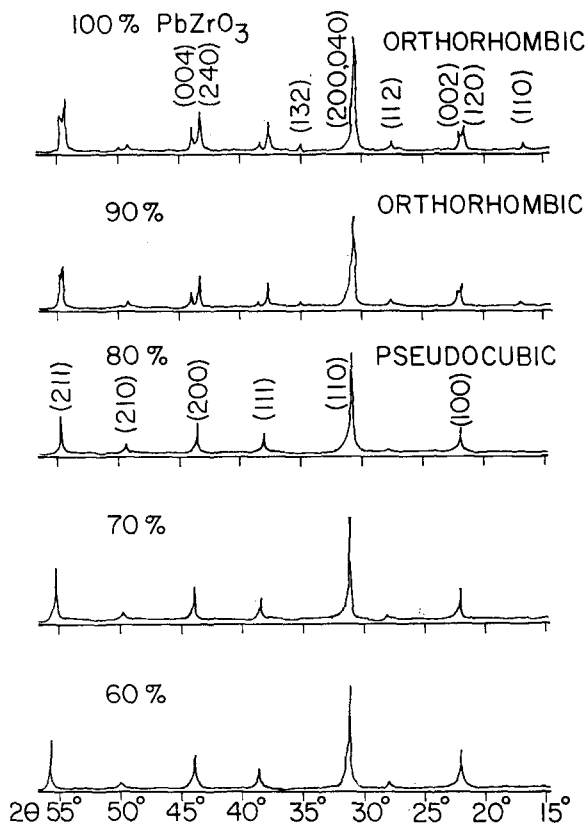 100 % PbZrO3
ORTHORHOMBIC
(004) (240) (132) (200,040) (112) (002) (120) (110)
90%
ORTHORHOMBIC
80%
PSEUDOCUBIC
(211) (210) (200) (111) (110) (100)
70%
60%
2θ 55° 50° 45° 40° 35° 30° 25° 20° 15°